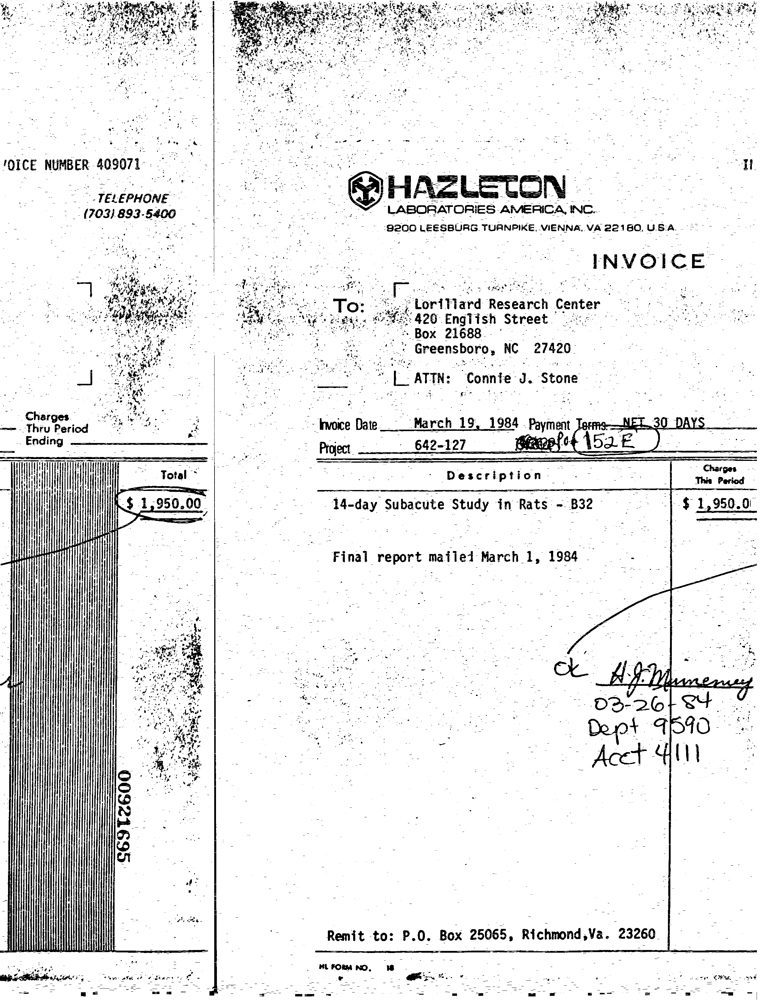 'OICE NUMBER 409071
TELEPHONE
(703) 893-5400
Charges
Thru Period
Ending
Total
$ 1,950.00
00921695
II
HAZLETON
LABORATORIES AMERICA, INC.
9200 LEESBURG TURNPIKE, VIENNA, VA 22180, U.S.A.
INVOICE
To: Lorillard Research Center
420 English Street
Box 21688
Greensboro, NC 27420
ATTN: Connie J. Stone
Invoice Date March 19, 1984 Payment Terms NET 30 DAYS
Project 642-127 152E
Description Charges
This Period
14-day Subacute Study in Rats - B32 $ 1,950.0
Final report mailed March 1, 1984
ok H.J.
03-26-84
Dept 9590
Acct 4111
Remit to: P.O. Box 25065, Richmond,Va. 23260
HL FORM NO. 18